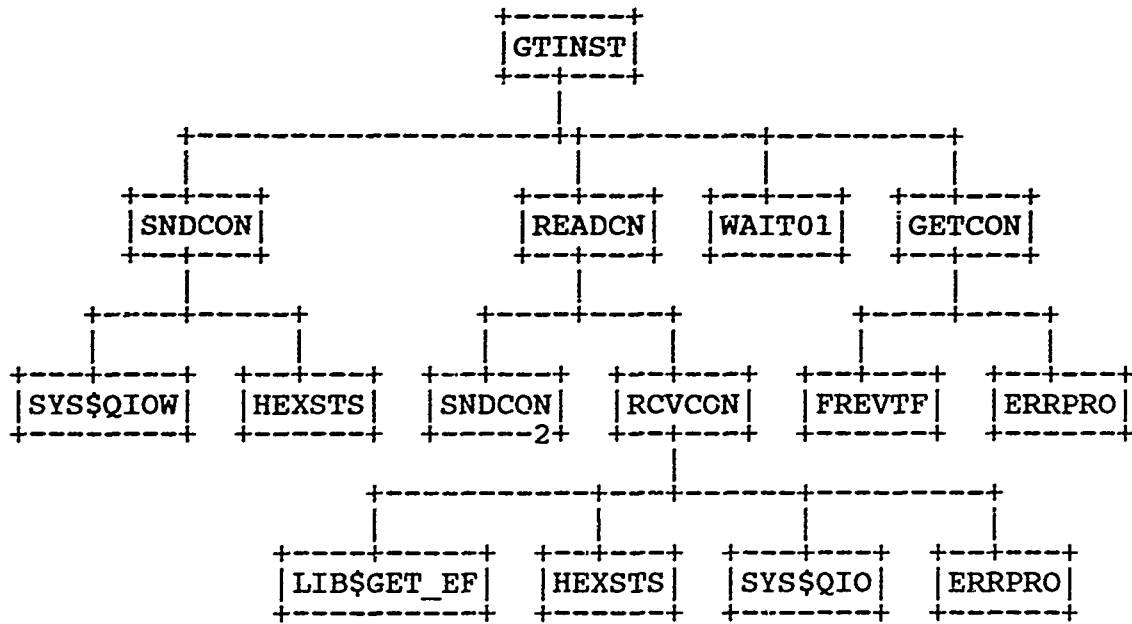 GTINST
SNDCON READCN WAIT01 GETCON
SYS$QIOW HEXSTS SNDCON RCVCON FREVTF ERRPRO
2
LIB$GET_EF HEXSTS SYS$QIO ERRPRO